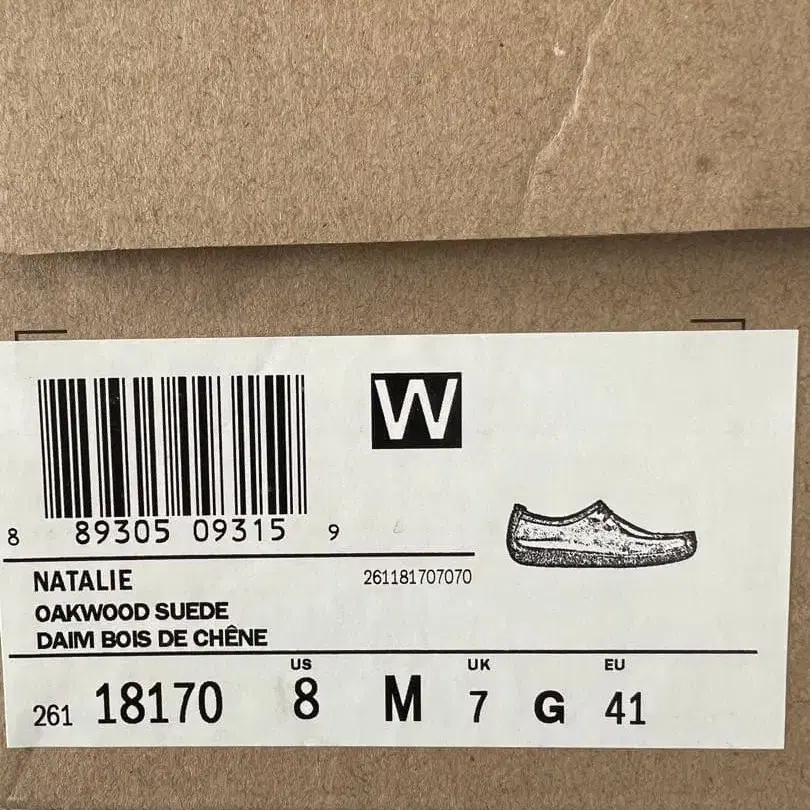 W
8 89305 09315 9
NATALIE 261181707070
OAKWOOD SUEDE
DAIM BOIS DE CHÊNE
US UK EU
261 18170 8 M 7 G 41